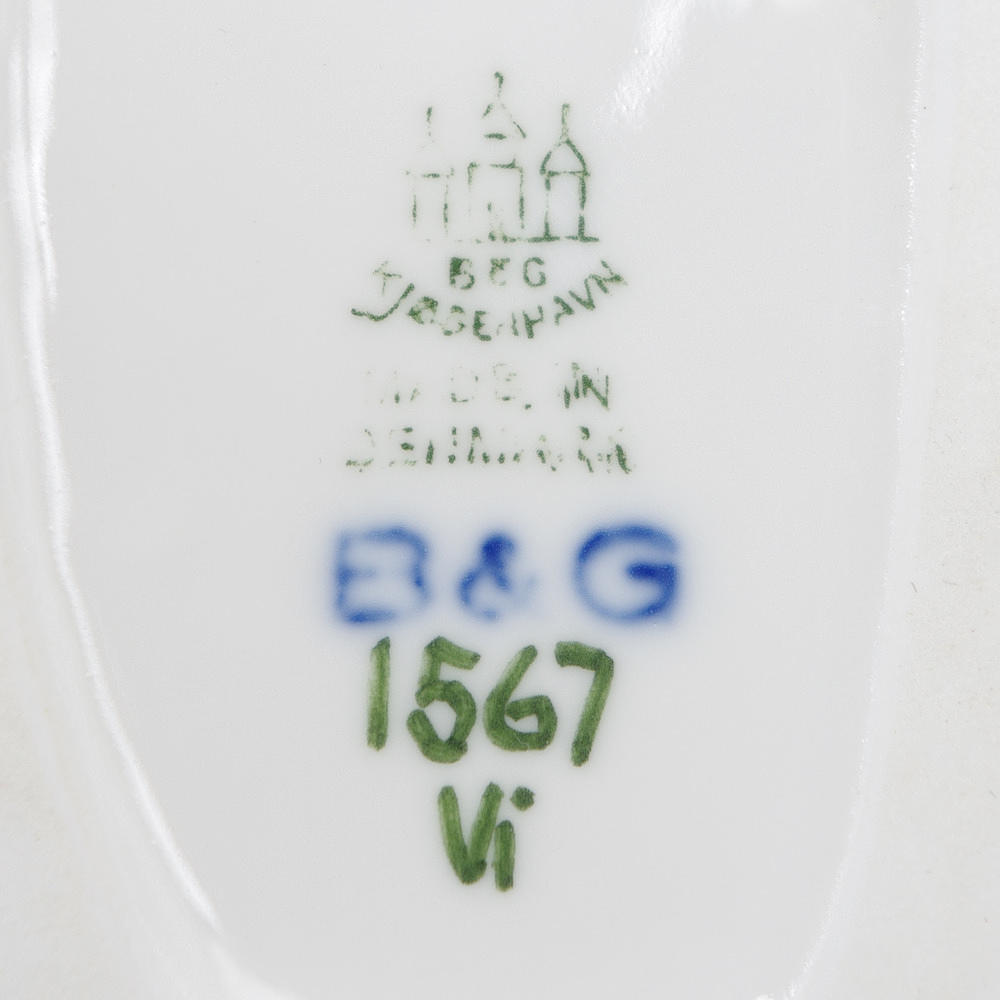 B&G
KJØBENHAVN
MADE IN
DENMARK
B&G
1567
Vi